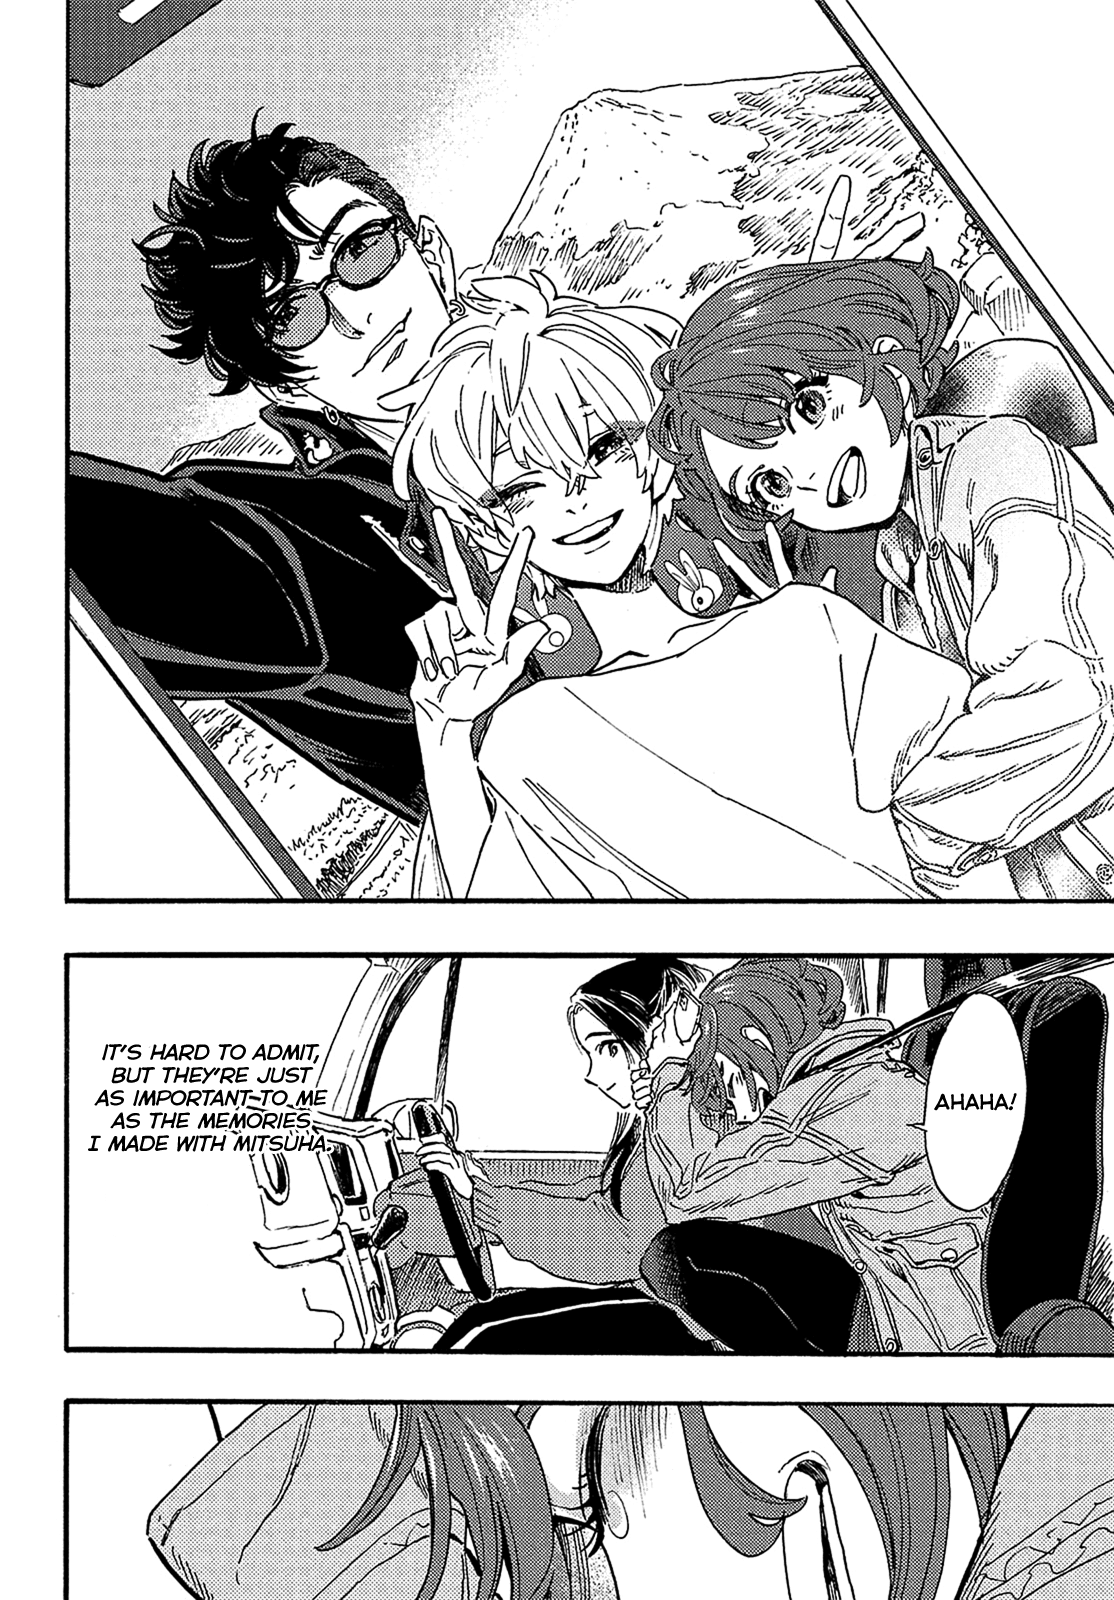 AHAHA!
IT'S HARD TO ADMIT,
BUT THEY'RE JUST
AS IMPORTANT TO ME
AS THE MEMORIES
I MADE WITH MITSUHA.